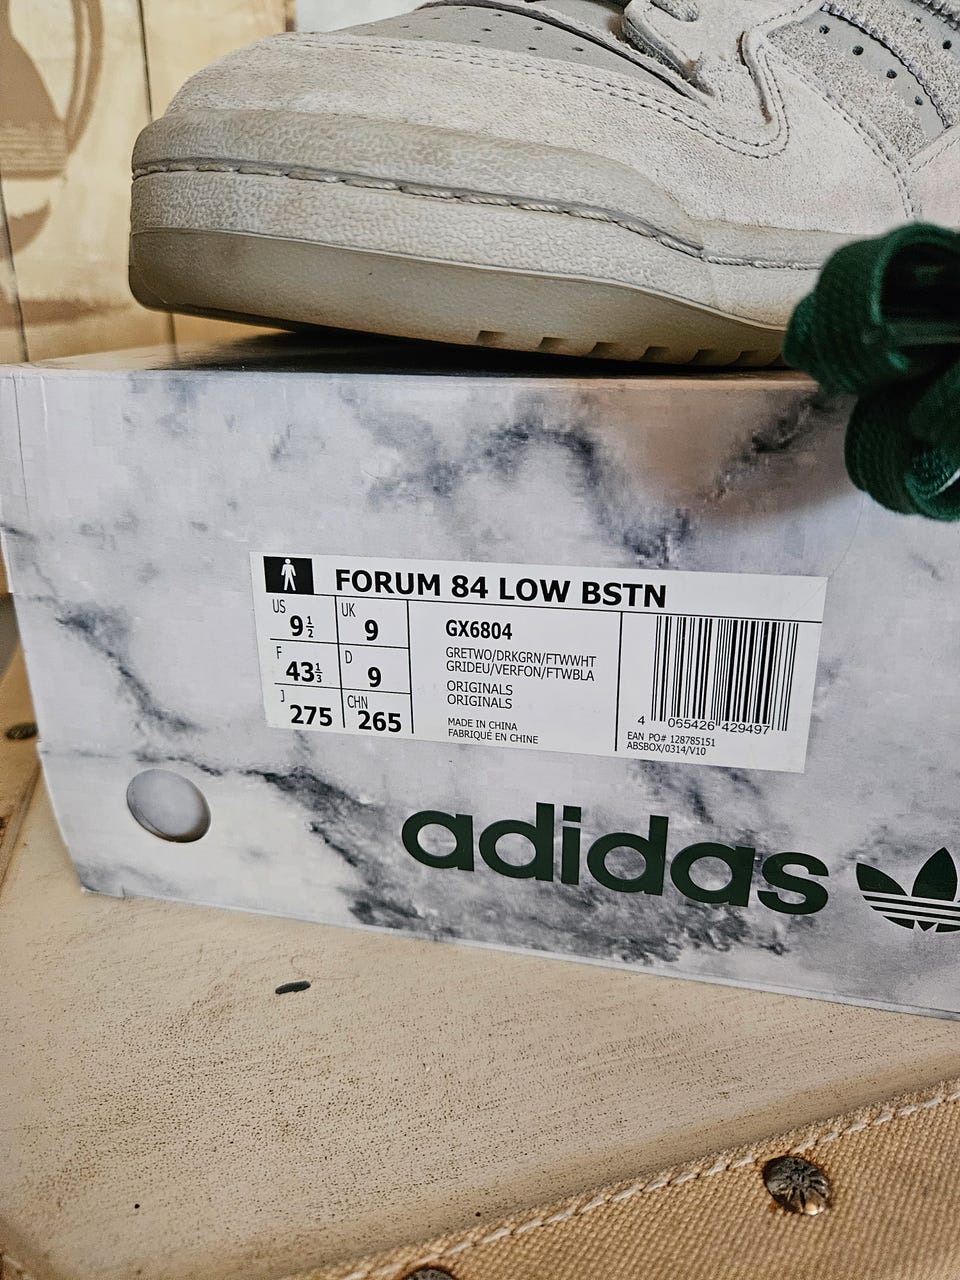 FORUM 84 LOW BSTN
US 9½ UK 9
F 43⅓ D 9
J 275 CHN 265
GX6804
GRETWO/DRKGRN/FTWWHT
GRIDEU/VERFON/FTWBLA
ORIGINALS
ORIGINALS
MADE IN CHINA
FABRIQUÉ EN CHINE
4 065426 429497
EAN PO# 128785151
ABSBOX/0314/V10
adidas